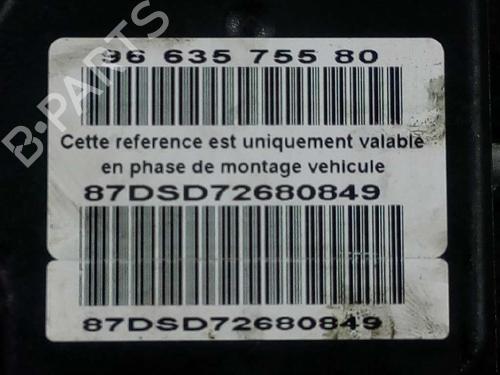 96 635 755 80
Cette reference est uniquement valable
en phase de montage vehicule
87DSD72680849
87DSD72680849
B-PARTS